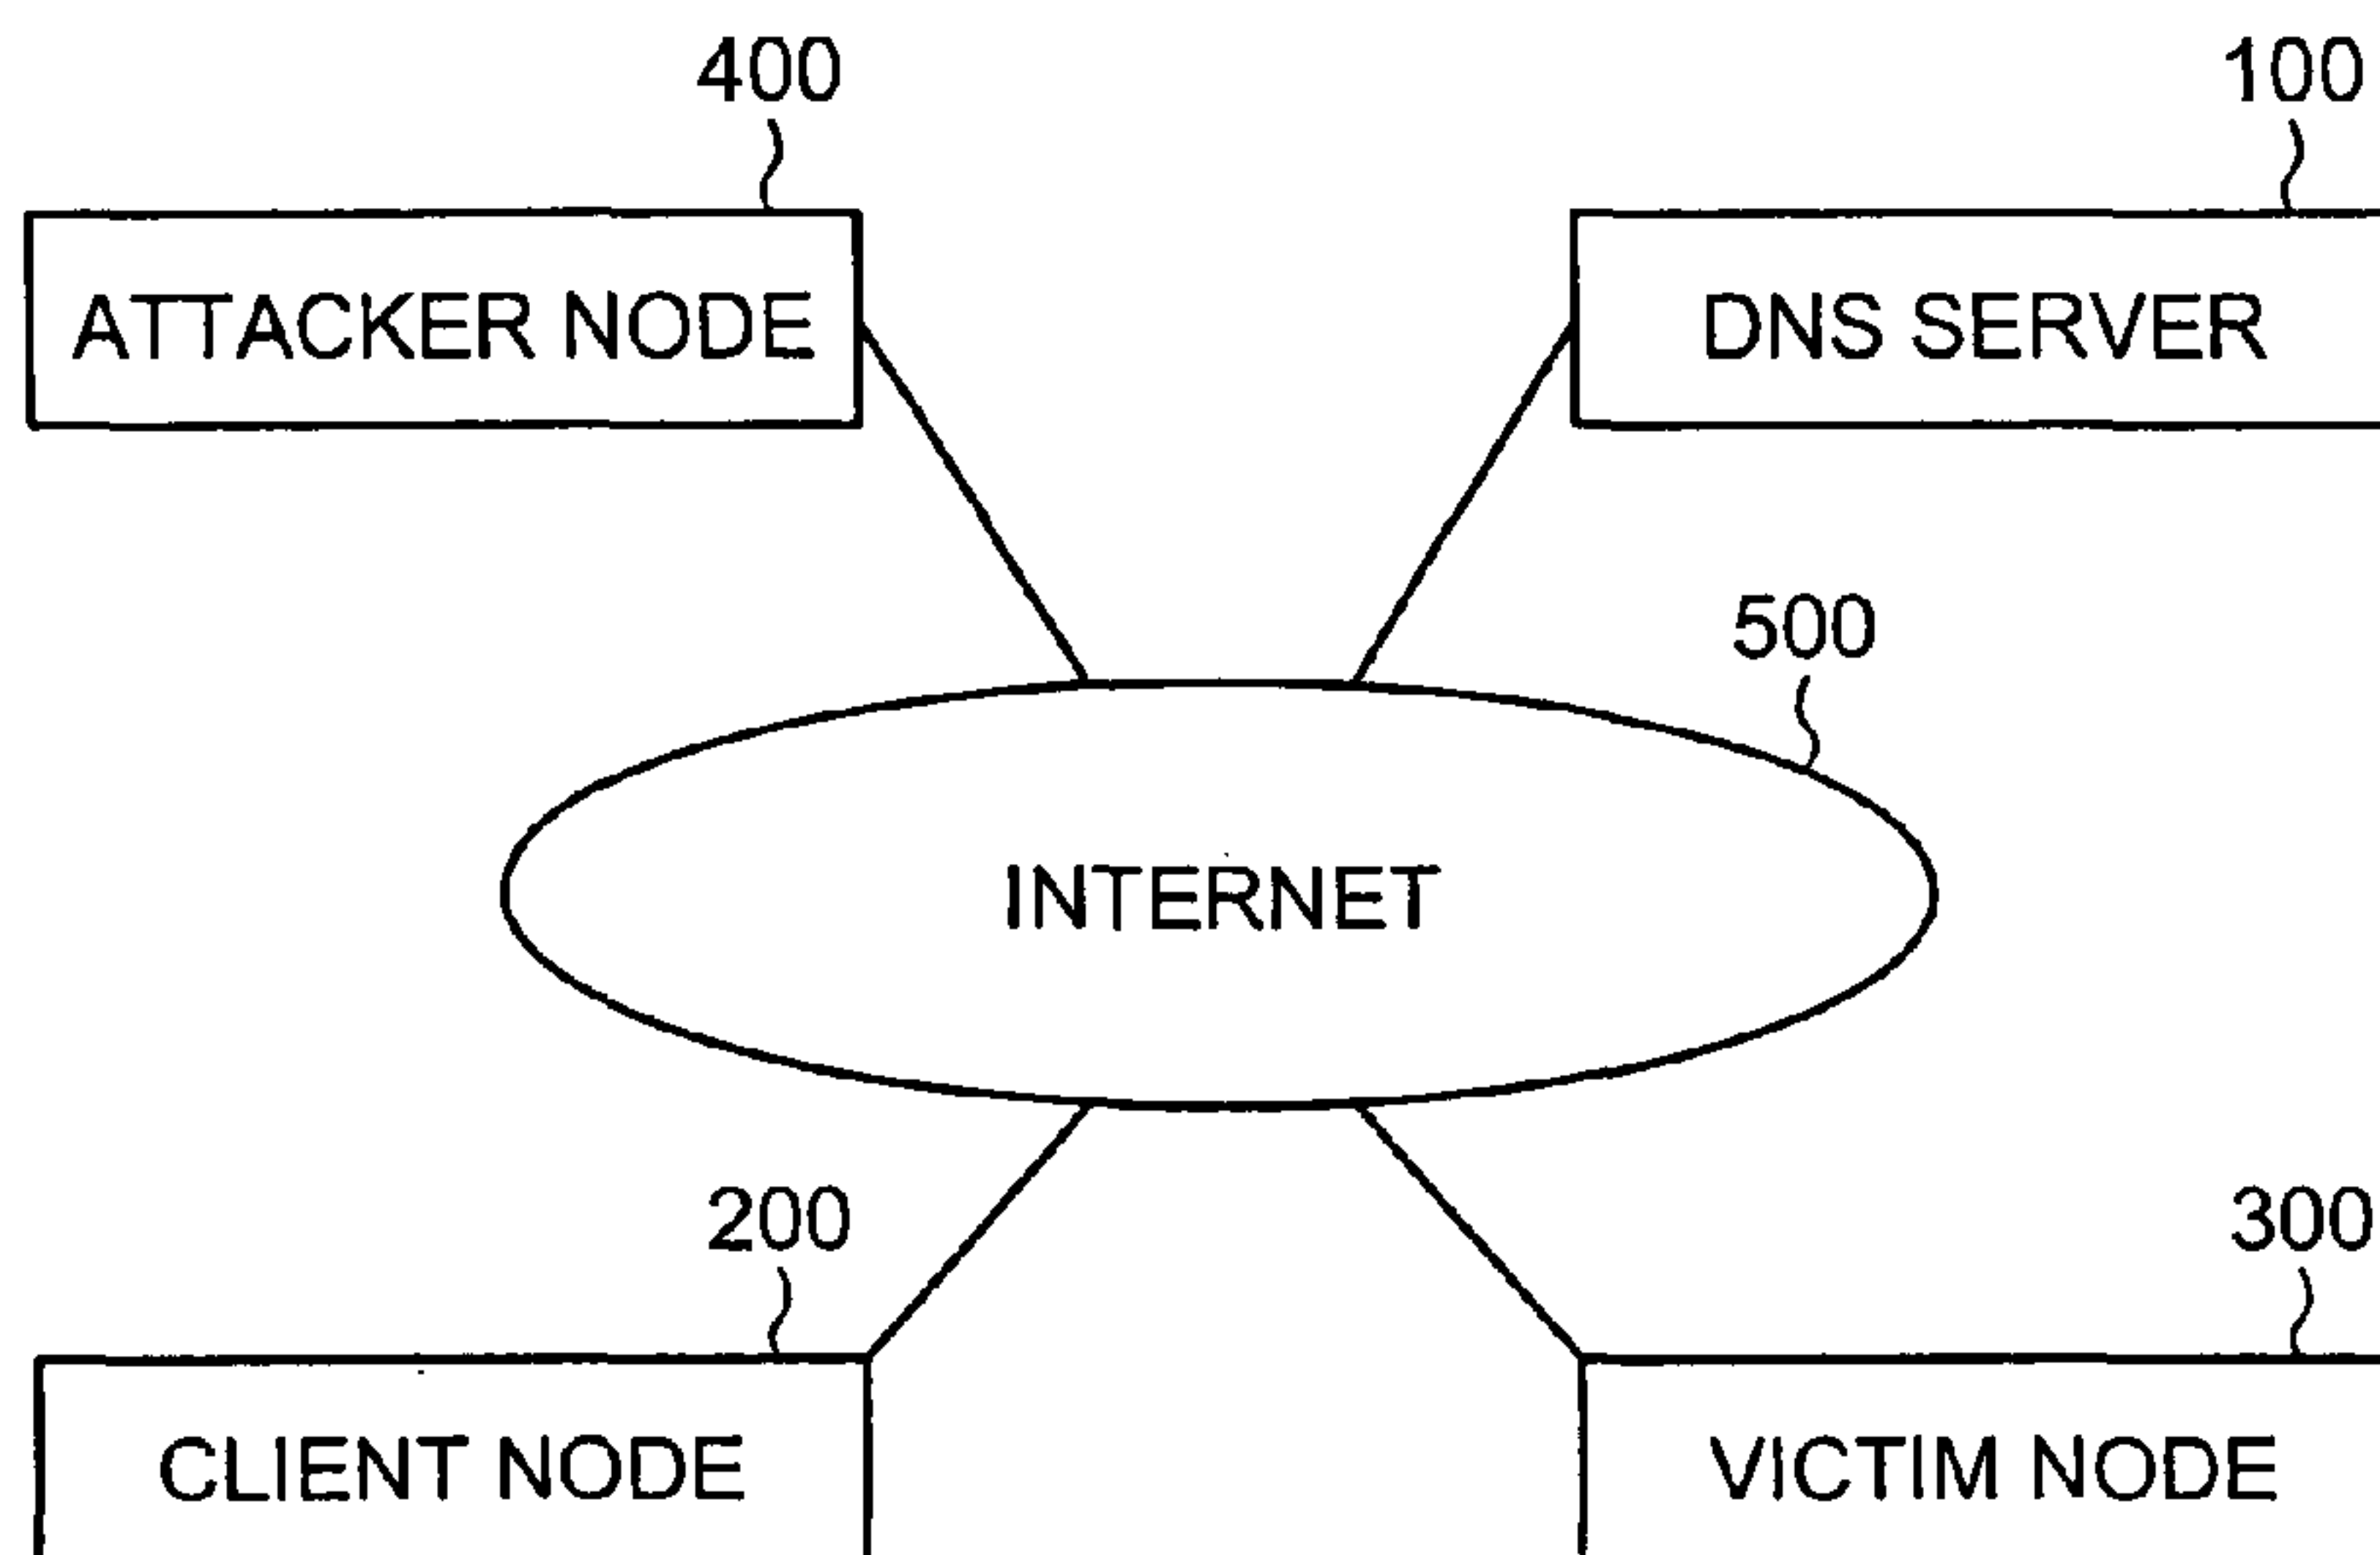 400
100
ATTACKER NODE
DNS SERVER
500
INTERNET
200
300
CLIENT NODE
VICTIM NODE